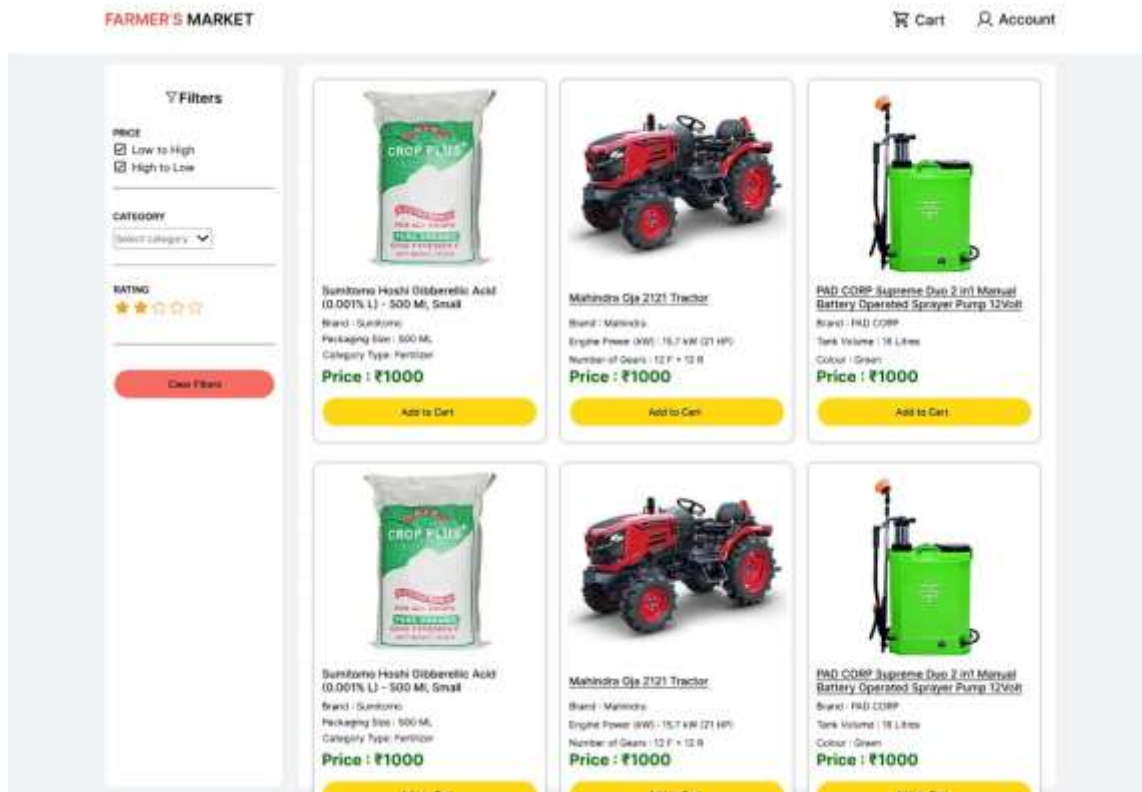 FARMER'S MARKET
Cart
Account
Filters
PRICE
Low to High
High to Low
CATEGORY
Select category
RATING
Clear Filters
CROP PLUS
Sumitomo Hoshi Gibberellic Acid
(0.001% L) - 500 Ml, Small
Brand : Sumitomo
Packaging Size : 500 ML
Category Type: Fertilizer
Price : ₹1000
Add to Cart
Mahindra Oja 2121 Tractor
Brand : Mahindra
Engine Power (kW) : 15.7 kW (21 HP)
Number of Gears : 12 F + 12 R
Price : ₹1000
Add to Cart
PAD CORP Supreme Duo 2 in1 Manual
Battery Operated Sprayer Pump 12Volt
Brand : PAD CORP
Tank Volume : 16 Litres
Colour : Green
Price : ₹1000
Add to Cart
CROP PLUS
Sumitomo Hoshi Gibberellic Acid
(0.001% L) - 500 Ml, Small
Brand : Sumitomo
Packaging Size : 500 ML
Category Type: Fertilizer
Price : ₹1000
Mahindra Oja 2121 Tractor
Brand : Mahindra
Engine Power (kW) : 15.7 kW (21 HP)
Number of Gears : 12 F + 12 R
Price : ₹1000
PAD CORP Supreme Duo 2 in1 Manual
Battery Operated Sprayer Pump 12Volt
Brand : PAD CORP
Tank Volume : 16 Litres
Colour : Green
Price : ₹1000